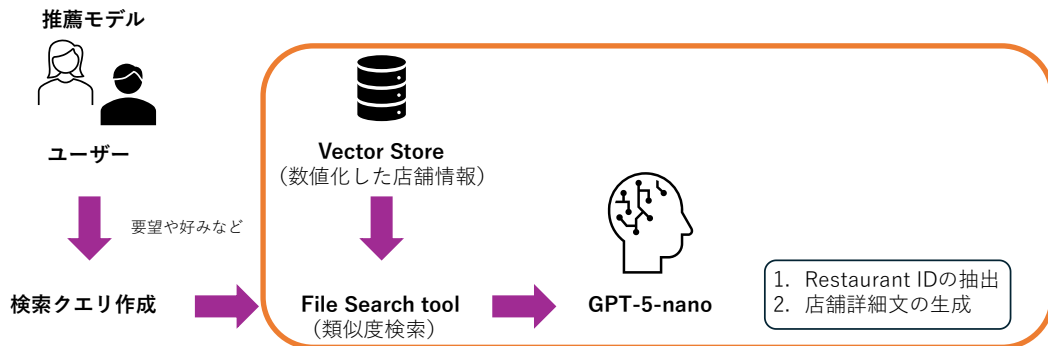 推薦モデル
ユーザー
要望や好みなど
検索クエリ作成
Vector Store
（数値化した店舗情報）
File Search tool
（類似度検索）
GPT-5-nano
1. Restaurant IDの抽出
2. 店舗詳細文の生成